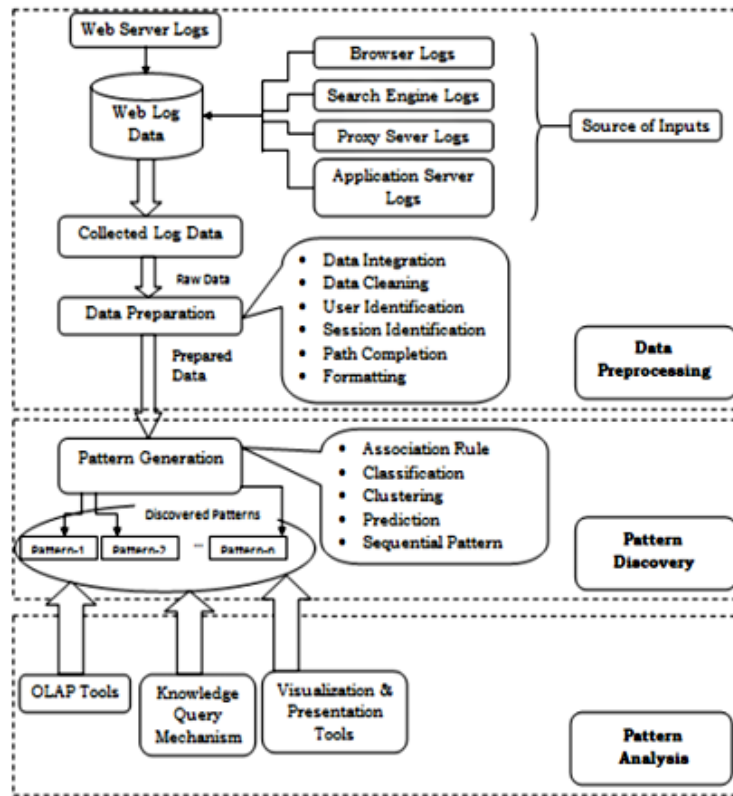 Web Server Logs
Web Log
Data
Browser Logs
Search Engine Logs
Proxy Sever Logs
Application Server
Logs
Source of Inputs
Collected Log Data
Raw Data
Data Preparation
Prepared
Data
• Data Integration
• Data Cleaning
• User Identification
• Session Identification
• Path Completion
• Formatting
Data
Preprocessing
Pattern Generation
• Association Rule
• Classification
• Clustering
• Prediction
• Sequential Pattern
Discovered Patterns
Pattern-1
Pattern-2
...
Pattern-n
Pattern
Discovery
OLAP Tools
Knowledge
Query
Mechanism
Visualization &
Presentation
Tools
Pattern
Analysis